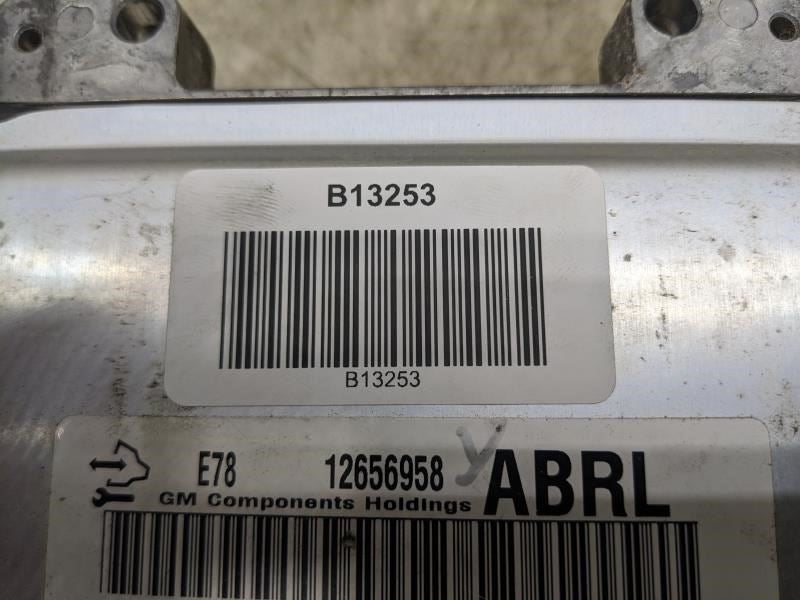 B13253
B13253
E78 12656958 y ABRL
GM Components Holdings